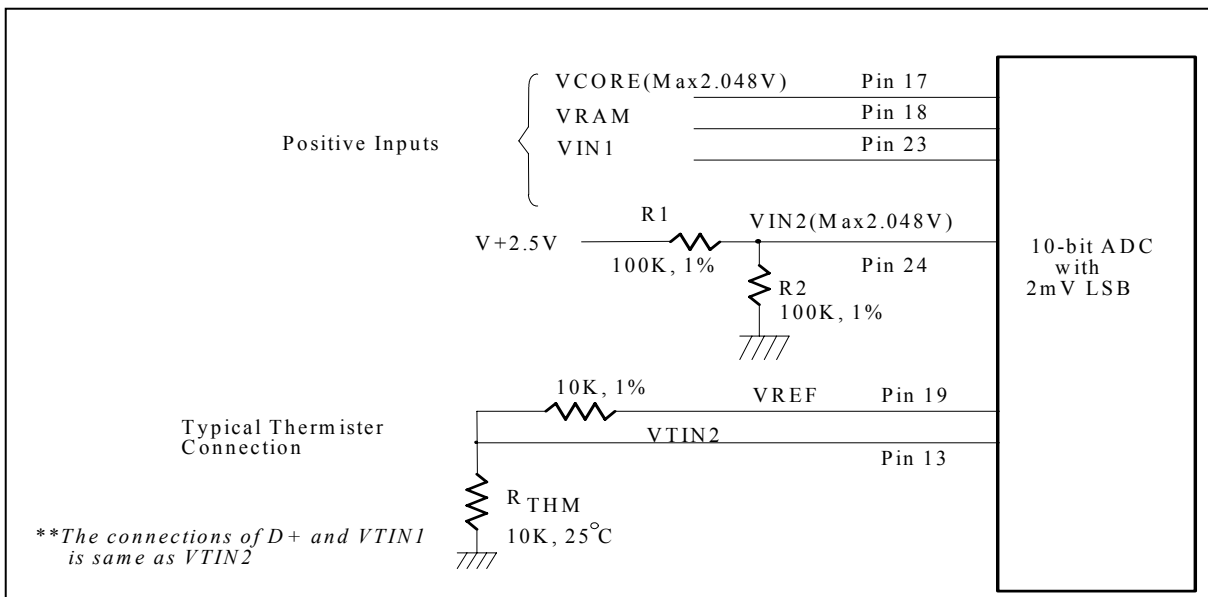 VCORE(Max2.048V) Pin 17
VRAM Pin 18
Positive Inputs
VIN1 Pin 23
R1 VIN2(Max2.048V)
V+2.5V
100K, 1% Pin 24
R2
100K, 1%
10-bit ADC
with
2mV LSB
10K, 1% VREF Pin 19
Typical Thermister
Connection
VTIN2
Pin 13
R THM
10K, 25°C
**The connections of D+ and VTIN1
is same as VTIN2